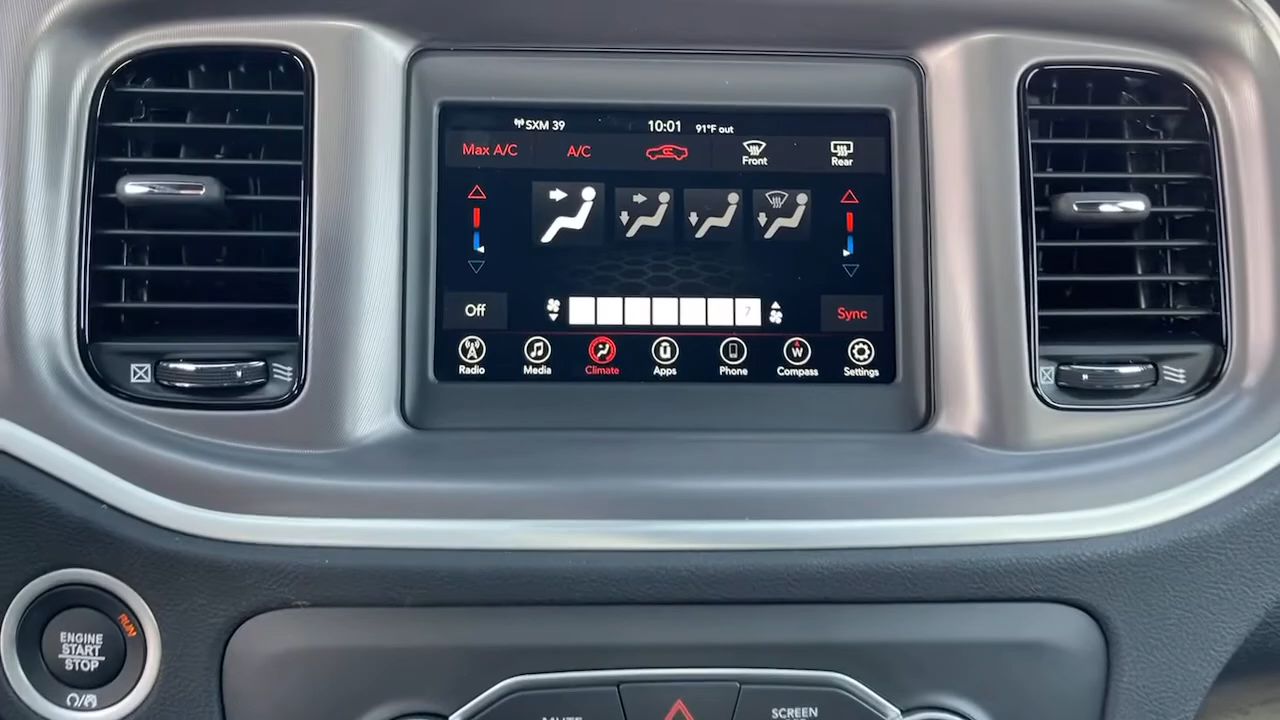 SXM 39 10:01 91°F out
Max A/C A/C Front Rear
7
Off Sync
Radio Media Climate Apps Phone Compass Settings
W
RUN
ENGINE
START
STOP
MUTE SCREEN